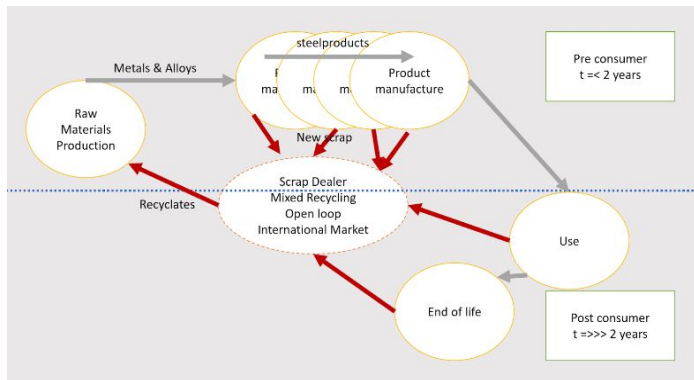 steelproducts
Metals & Alloys
Product
manufacture
Pre consumer
t =< 2 years
Raw
Materials
Production
New scrap
Scrap Dealer
Mixed Recycling
Open loop
International Market
Recyclates
Use
End of life
Post consumer
t =>>> 2 years